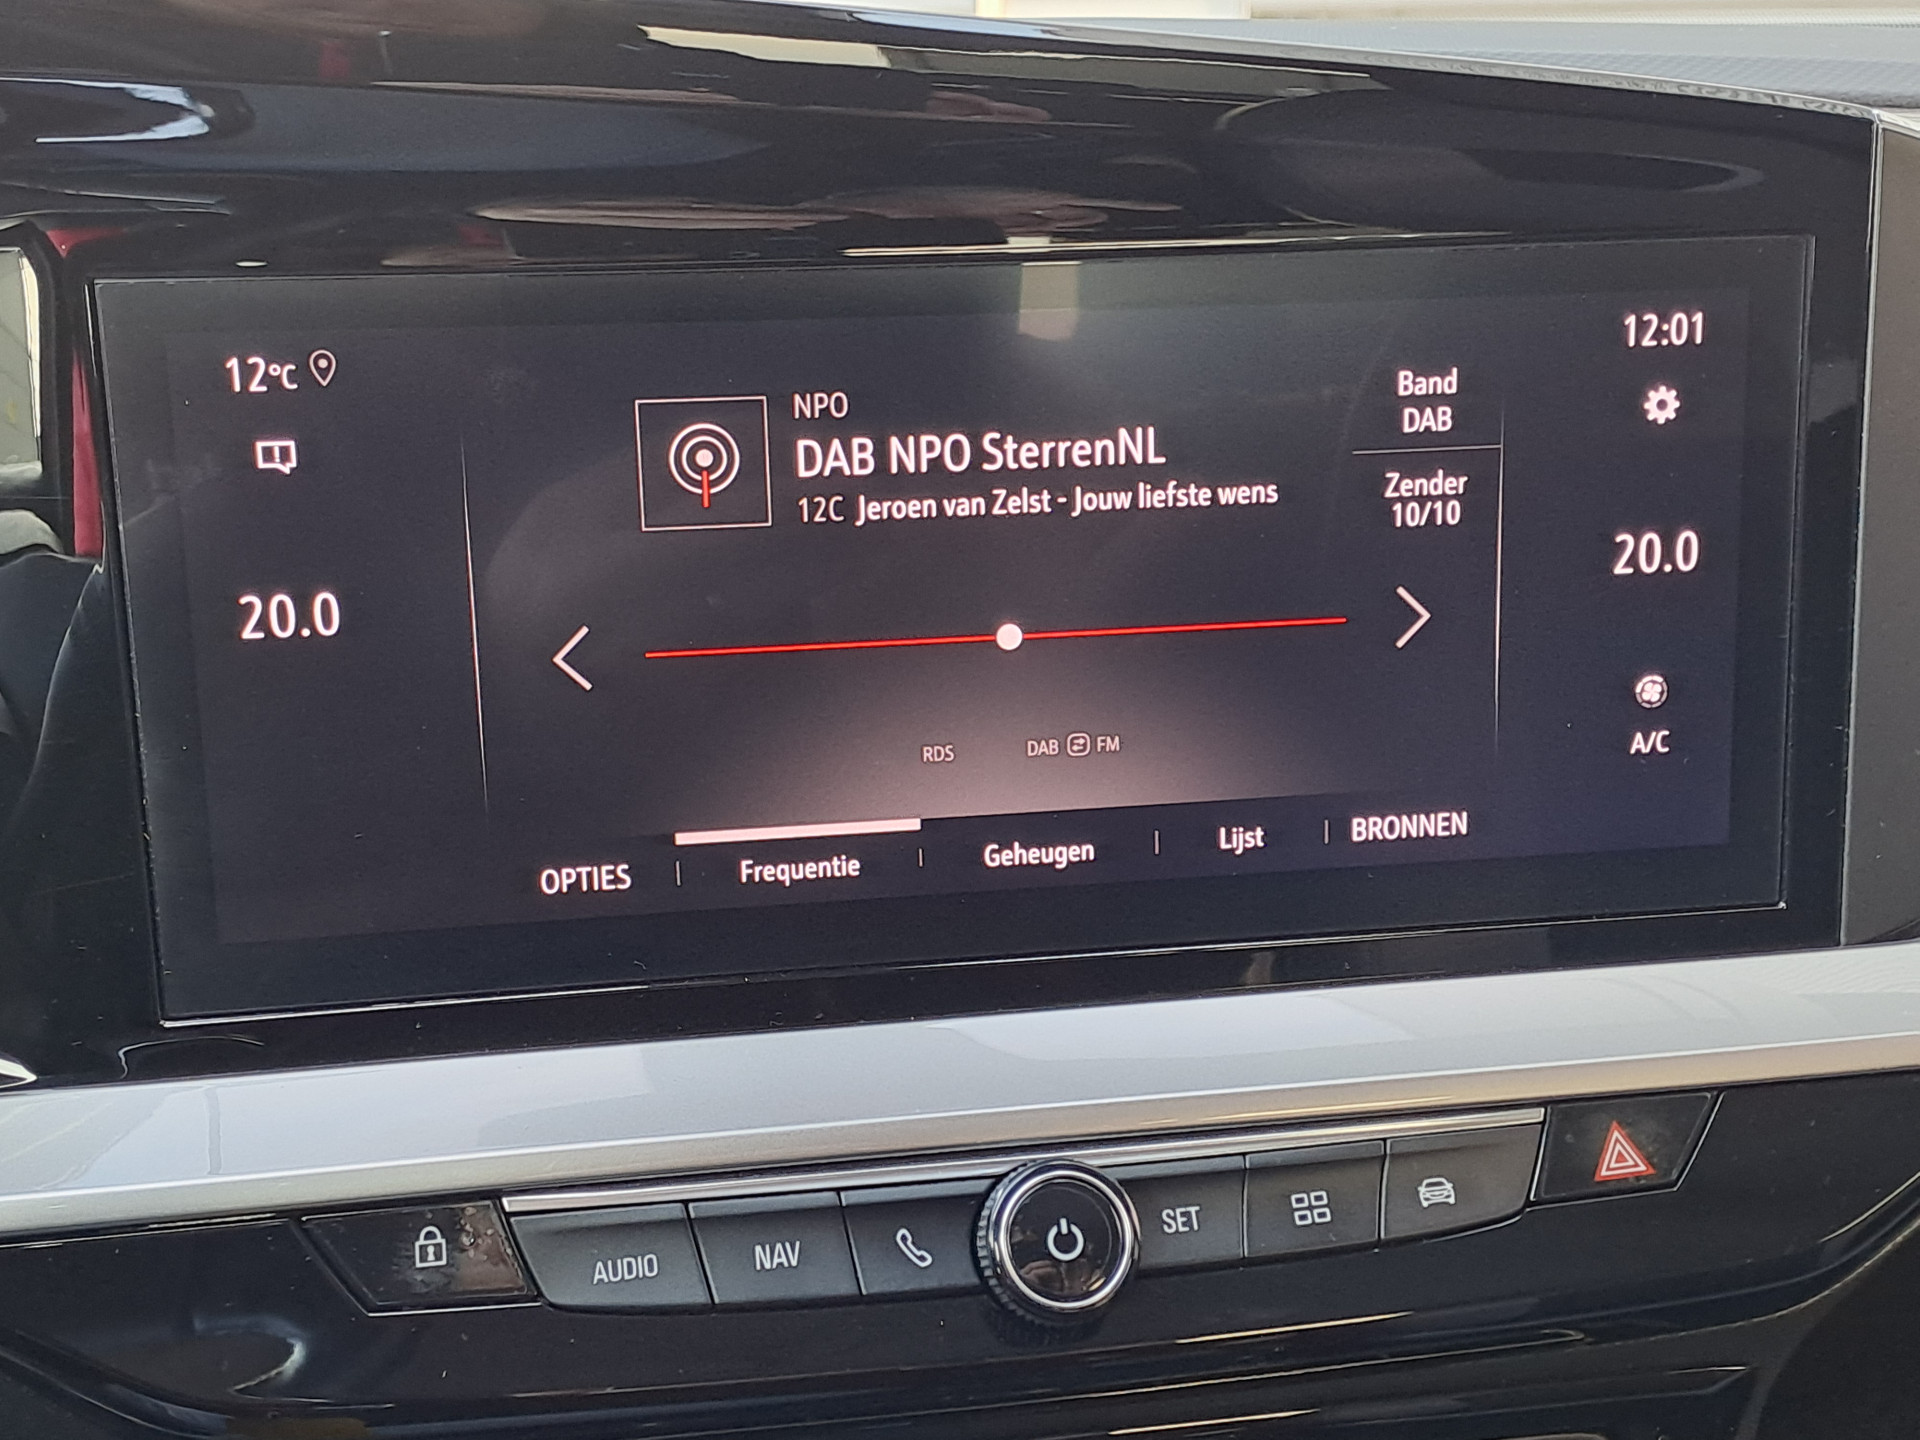 12°C
12:01
NPO
DAB NPO SterrenNL
12C Jeroen van Zelst - Jouw liefste wens
Band
DAB
Zender
10/10
20.0
20.0
RDS
DAB FM
A/C
OPTIES
Frequentie
Geheugen
Lijst
BRONNEN
AUDIO
NAV
SET